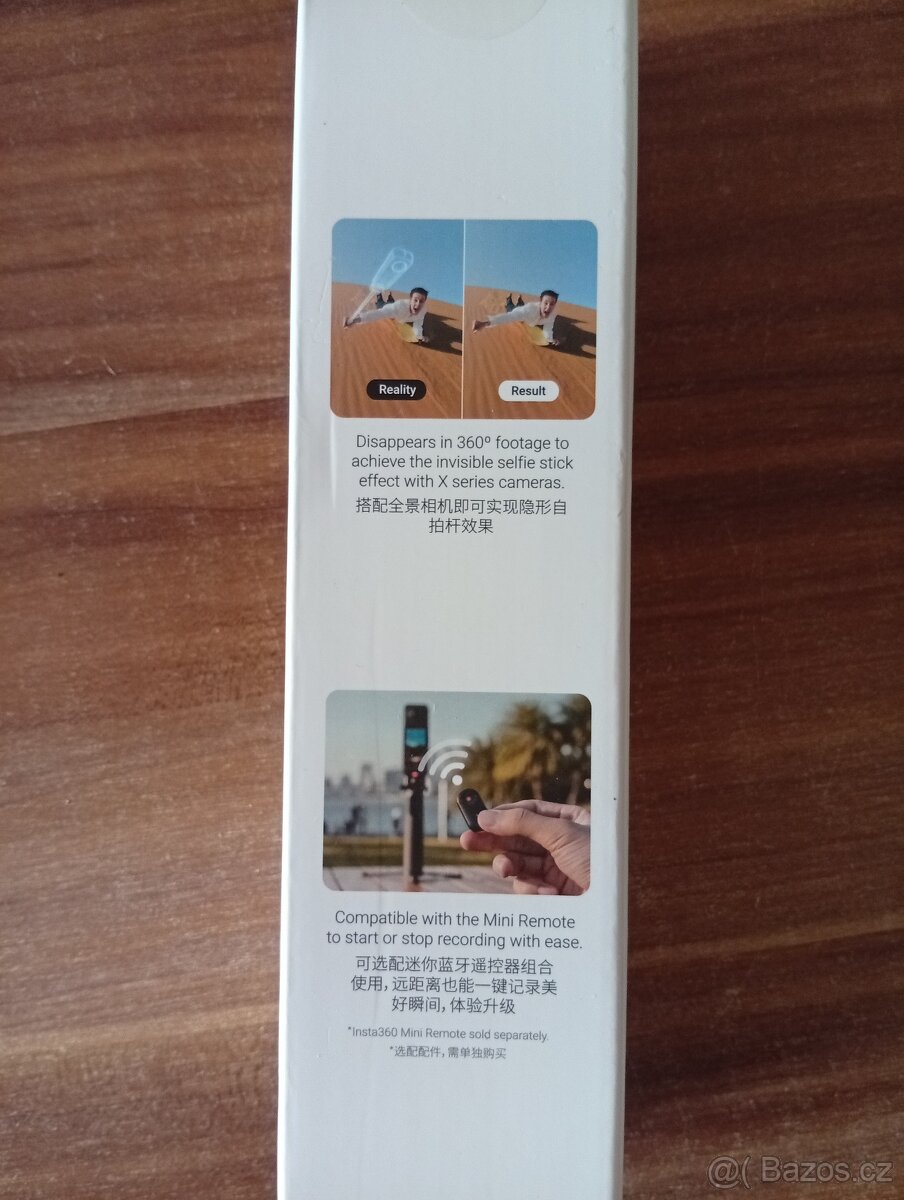 Reality
Result
Disappears in 360º footage to
achieve the invisible selfie stick
effect with X series cameras.
搭配全景相机即可实现隐形自
拍杆效果
Compatible with the Mini Remote
to start or stop recording with ease.
可选配迷你蓝牙遥控器组合
使用,远距离也能一键记录美
好瞬间,体验升级
*Insta360 Mini Remote sold separately.
*选配配件,需单独购买
@( Bazos.cz